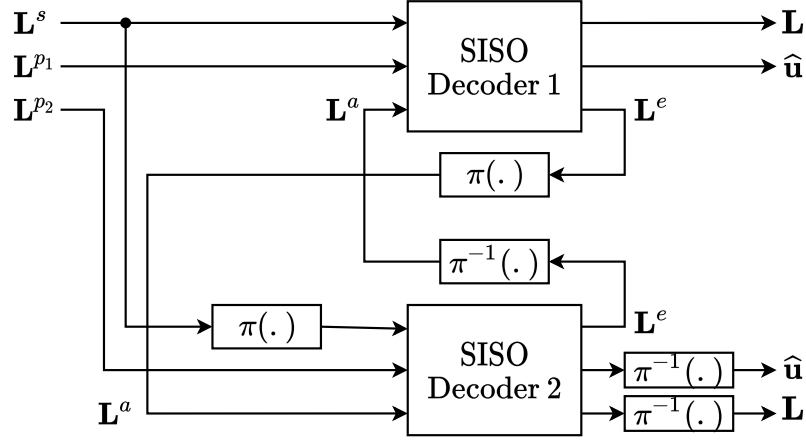 L^s
SISO
Decoder 1
L
L^{p_1}
û
L^{p_2}
L^a
L^e
π(.)
π^{-1}(.)
π(.)
SISO
Decoder 2
L^e
π^{-1}(.)
û
L^a
π^{-1}(.)
L